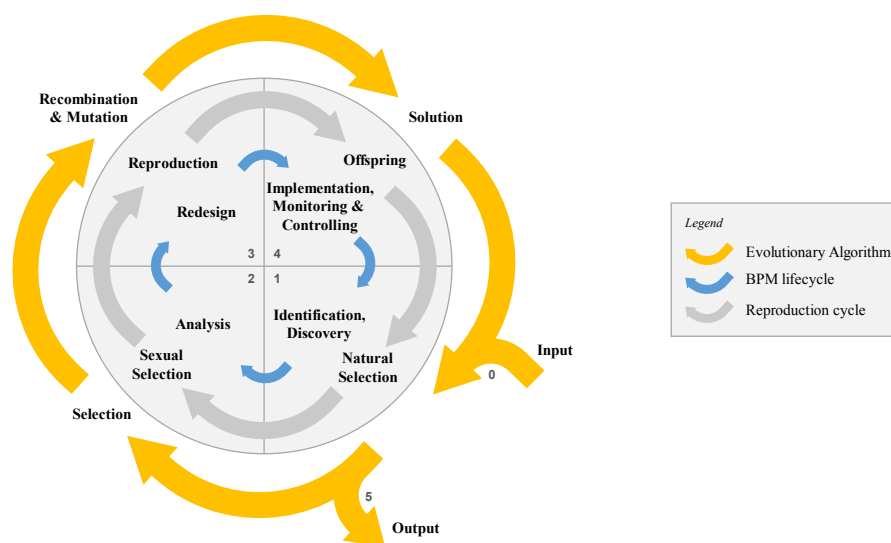 Recombination
& Mutation
Solution
Reproduction
Offspring
Implementation,
Monitoring &
Controlling
Redesign
3
4
2
1
Analysis
Identification,
Discovery
Sexual
Selection
Natural
Selection
Input
0
Selection
5
Output
Legend
Evolutionary Algorithm
BPM lifecycle
Reproduction cycle